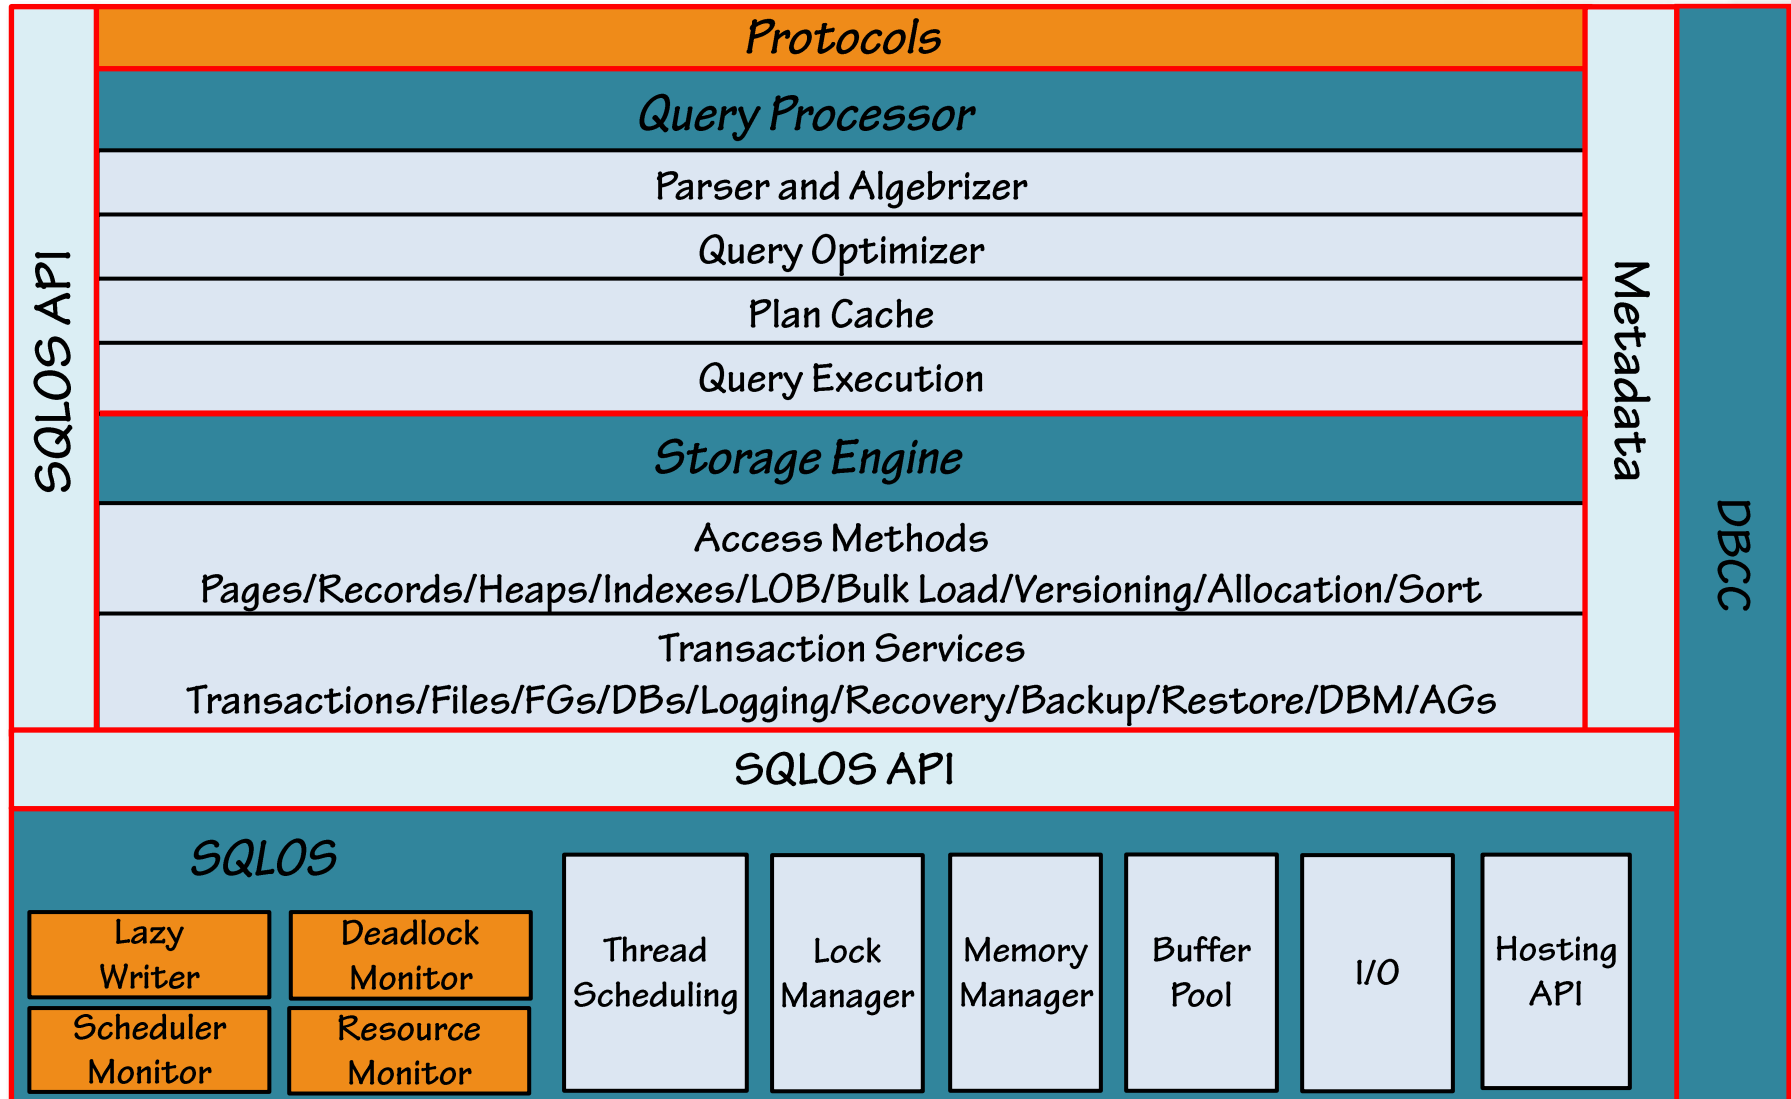 Protocols
Query Processor
Parser and Algebrizer
Query Optimizer
Plan Cache
Query Execution
Storage Engine
Access Methods
Pages/Records/Heaps/Indexes/LOB/Bulk Load/Versioning/Allocation/Sort
Transaction Services
Transactions/Files/FGs/DBs/Logging/Recovery/Backup/Restore/DBM/AGs
SQLOS API
Metadata
DBCC
SQLOS API
SQLOS
Lazy
Writer
Deadlock
Monitor
Scheduler
Monitor
Resource
Monitor
Thread
Scheduling
Lock
Manager
Memory
Manager
Buffer
Pool
I/O
Hosting
API